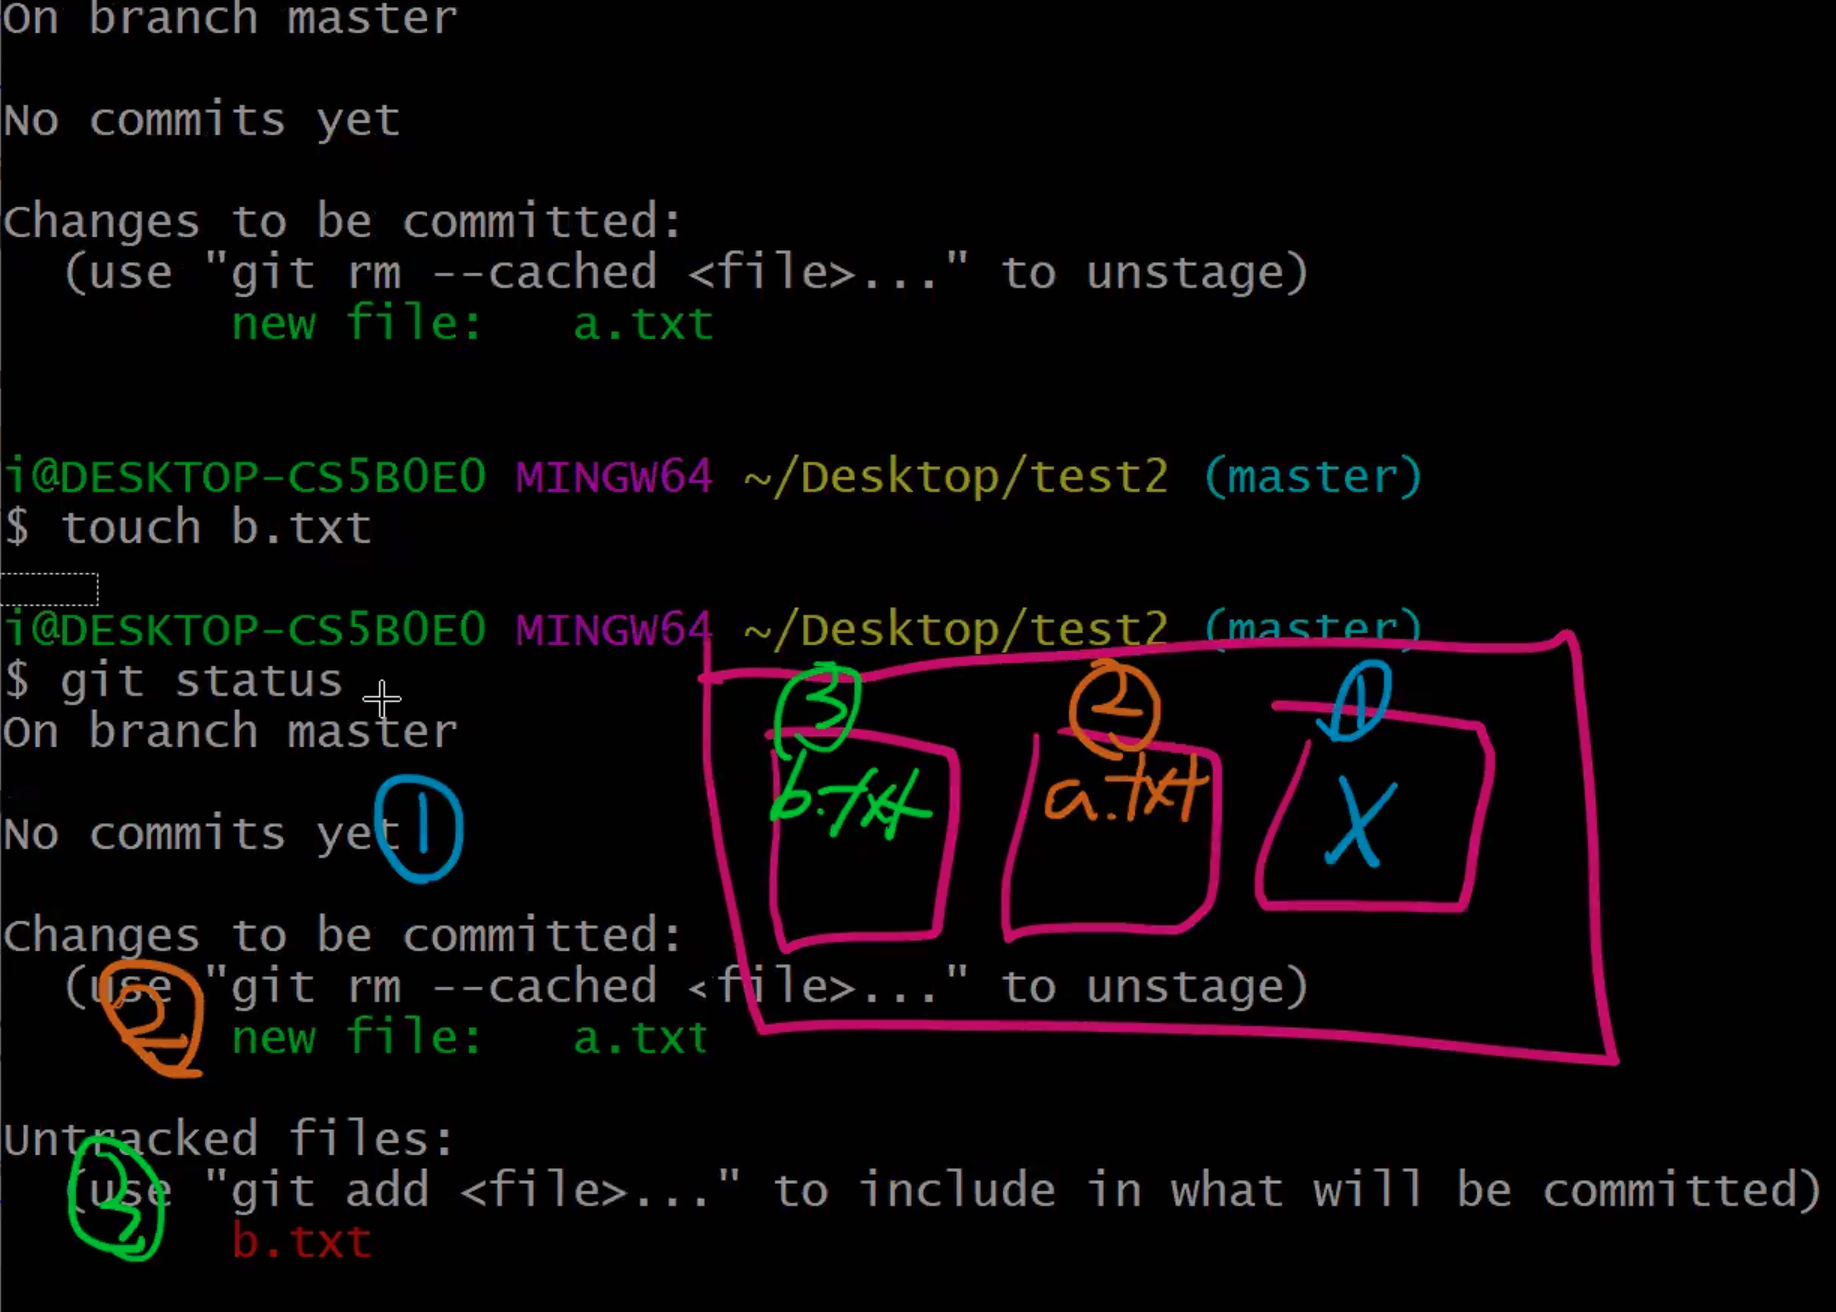 On branch master
No commits yet
Changes to be committed:
(use "git rm --cached <file>..." to unstage)
new file: a.txt
i@DESKTOP-CS5B0E0 MINGW64 ~/Desktop/test2 (master)
$ touch b.txt
i@DESKTOP-CS5B0E0 MINGW64 ~/Desktop/test2 (master)
$ git status
On branch master
3 2 1
b.txt a.txt X
No commits yet 1
Changes to be committed:
(use "git rm --cached <file>..." to unstage)
2 new file: a.txt
Untracked files:
(use "git add <file>..." to include in what will be committed)
3 b.txt